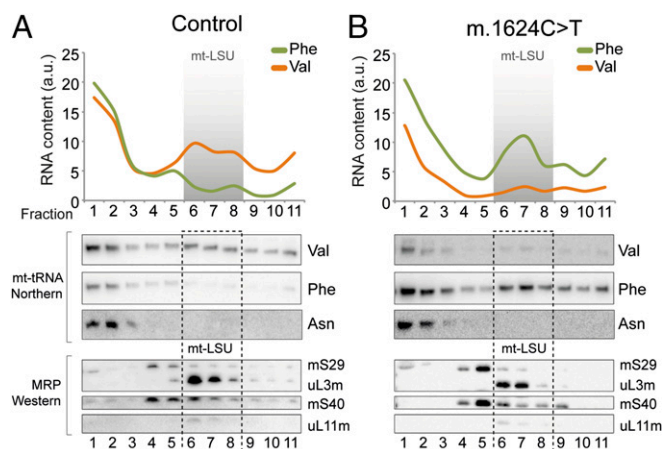 A
Control
mt-LSU
Phe
Val
RNA content (a.u.)
25
20
15
10
5
0
Fraction
1 2 3 4 5 6 7 8 9 10 11
mt-tRNA
Northern
Val
Phe
Asn
mt-LSU
MRP
Western
mS29
uL3m
mS40
uL11m
1 2 3 4 5 6 7 8 9 10 11
B
m.1624C>T
mt-LSU
Phe
Val
RNA content (a.u.)
25
20
15
10
5
0
1 2 3 4 5 6 7 8 9 10 11
Val
Phe
Asn
mt-LSU
mS29
uL3m
mS40
uL11m
1 2 3 4 5 6 7 8 9 10 11